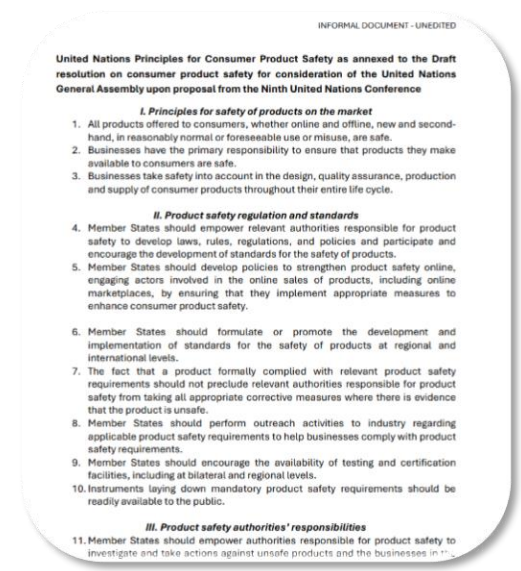 INFORMAL DOCUMENT - UNEDITED
United Nations Principles for Consumer Product Safety as annexed to the Draft
resolution on consumer product safety for consideration of the United Nations
General Assembly upon proposal from the Ninth United Nations Conference
I. Principles for safety of products on the market
1. All products offered to consumers, whether online and offline, new and second-
hand, in reasonably normal or foreseeable use or misuse, are safe.
2. Businesses have the primary responsibility to ensure that products they make
available to consumers are safe.
3. Businesses take safety into account in the design, quality assurance, production
and supply of consumer products throughout their entire life cycle.
II. Product safety regulation and standards
4. Member States should empower relevant authorities responsible for product
safety to develop laws, rules, regulations, and policies and participate and
encourage the development of standards for the safety of products.
5. Member States should develop policies to strengthen product safety online,
engaging actors involved in the online sales of products, including online
marketplaces, by ensuring that they implement appropriate measures to
enhance consumer product safety.
6. Member States should formulate or promote the development and
implementation of standards for the safety of products at regional and
international levels.
7. The fact that a product formally complied with relevant product safety
requirements should not preclude relevant authorities responsible for product
safety from taking all appropriate corrective measures where there is evidence
that the product is unsafe.
8. Member States should perform outreach activities to industry regarding
applicable product safety requirements to help businesses comply with product
safety requirements.
9. Member States should encourage the availability of testing and certification
facilities, including at bilateral and regional levels.
10. Instruments laying down mandatory product safety requirements should be
readily available to the public.
III. Product safety authorities' responsibilities
11. Member States should empower authorities responsible for product safety to
investigate and take actions against unsafe products and the businesses in